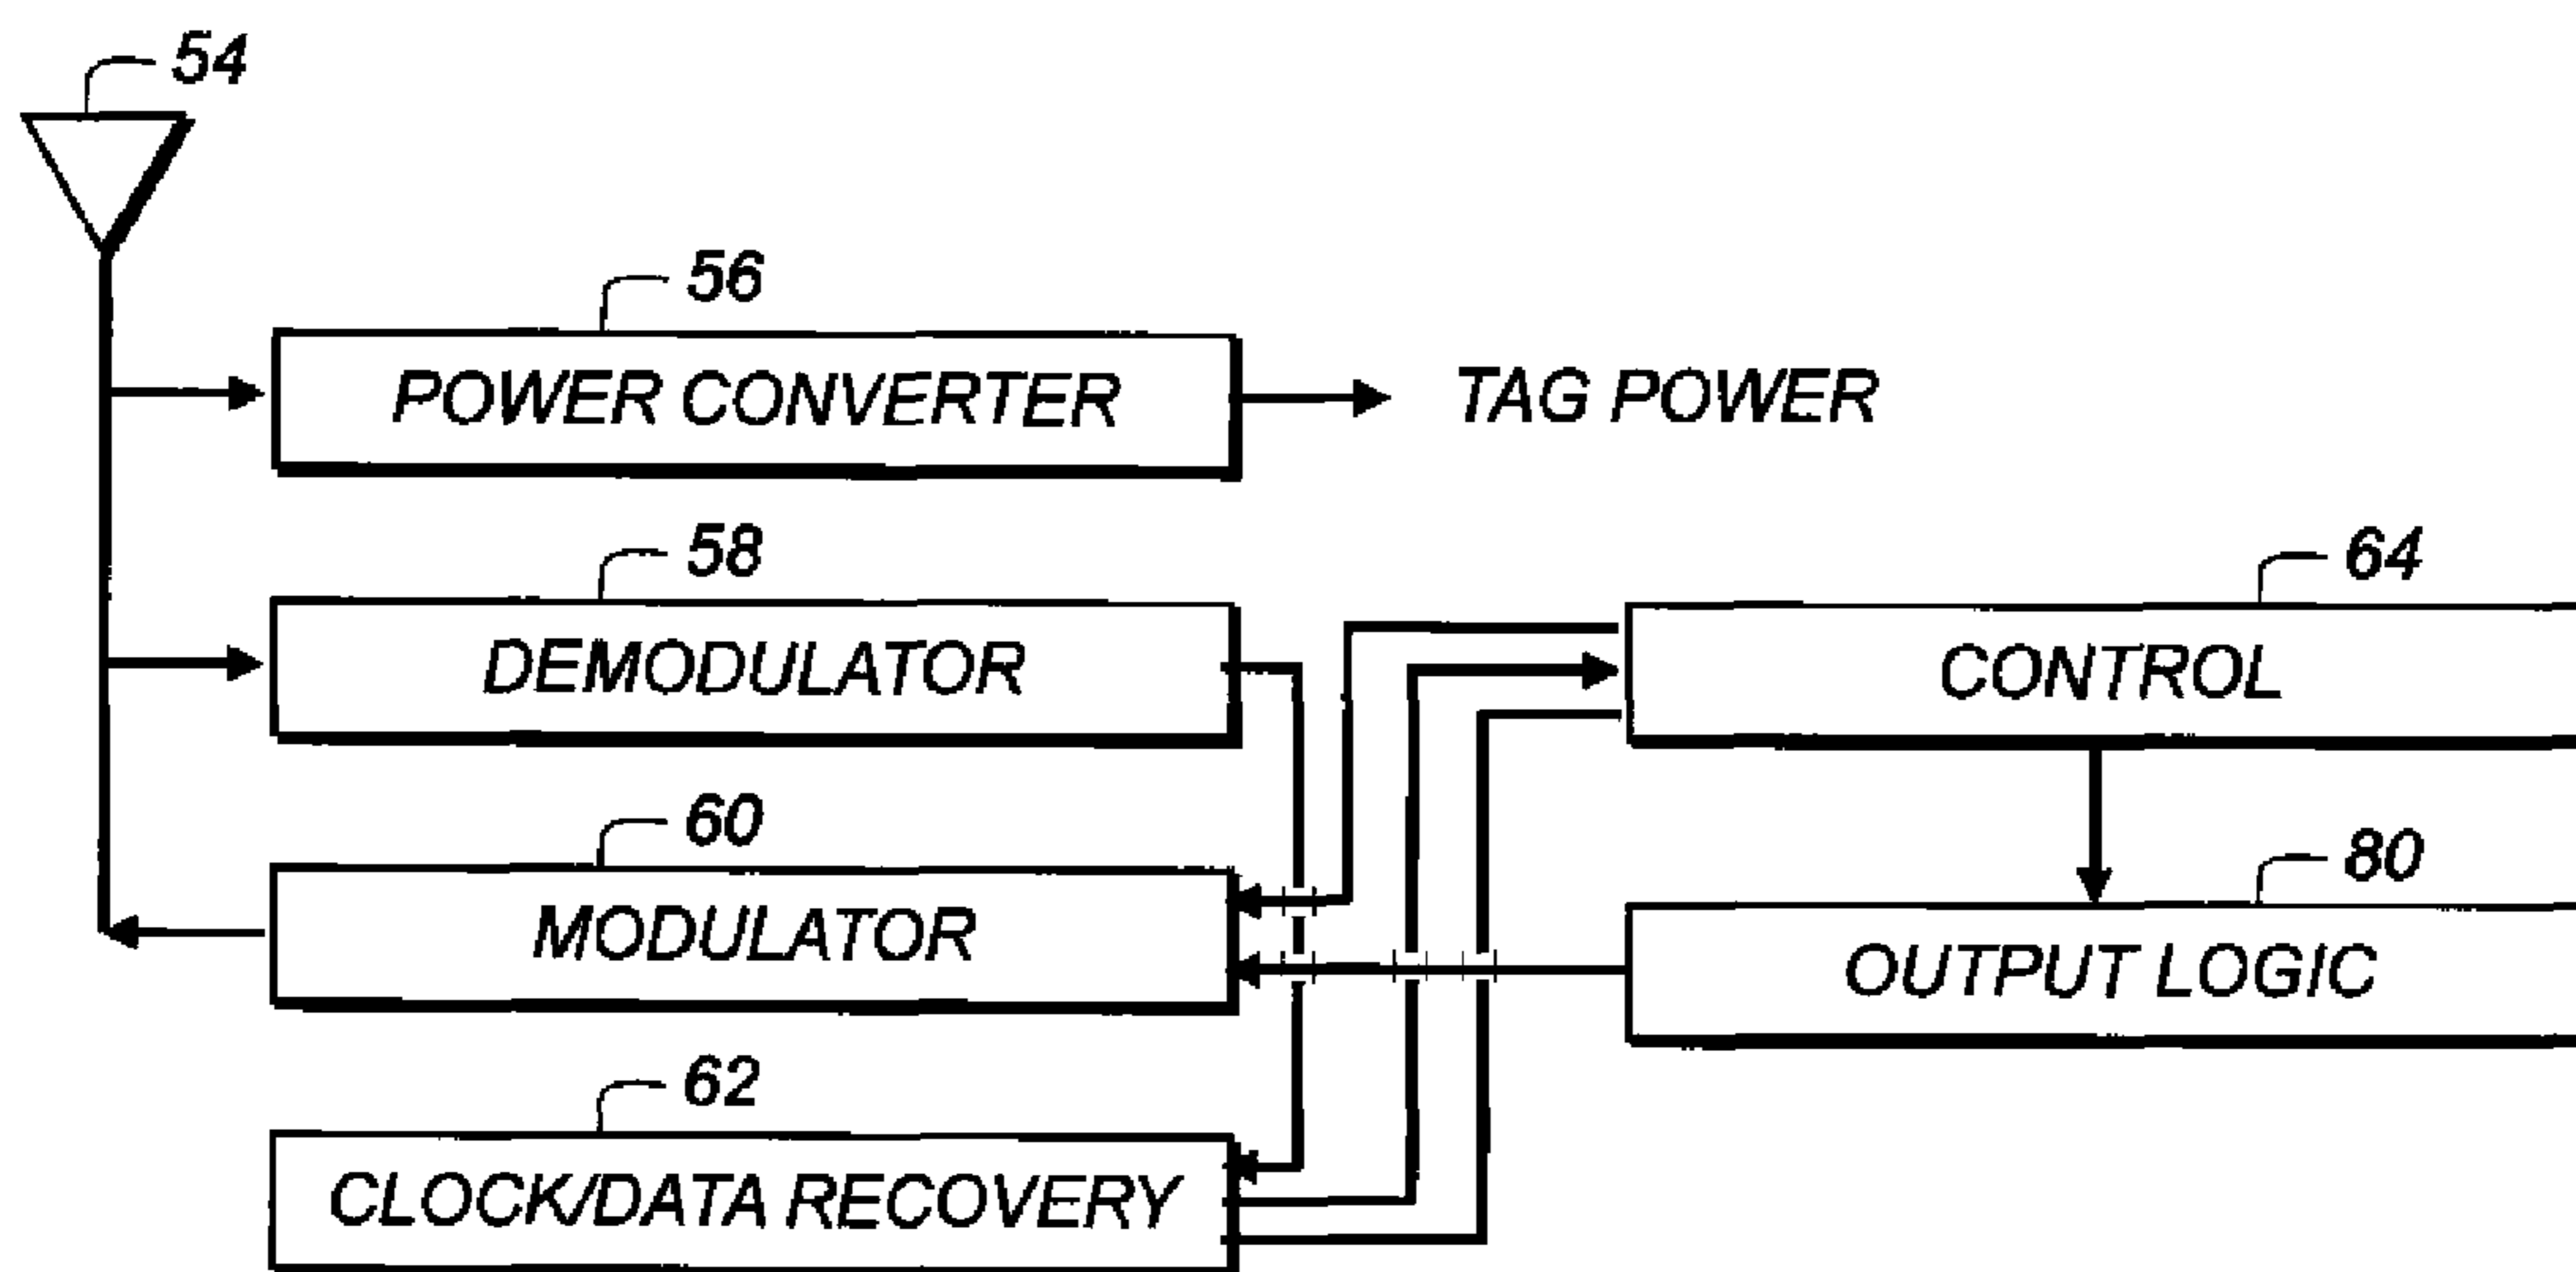 54
56
POWER CONVERTER
TAG POWER
58
DEMODULATOR
64
CONTROL
60
MODULATOR
80
OUTPUT LOGIC
62
CLOCK/DATA RECOVERY